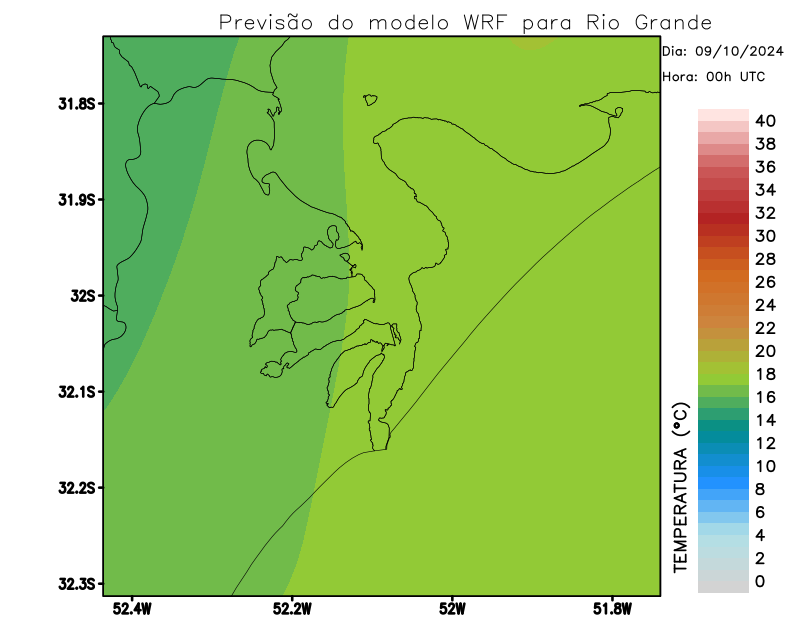 Previsão do modelo WRF para Rio Grande
Dia: 09/10/2024
Hora: 00h UTC
31.8S
31.9S
32S
32.1S
32.2S
32.3S
52.4W
52.2W
52W
51.8W
TEMPERATURA (°C)
40
38
36
34
32
30
28
26
24
22
20
18
16
14
12
10
8
6
4
2
0